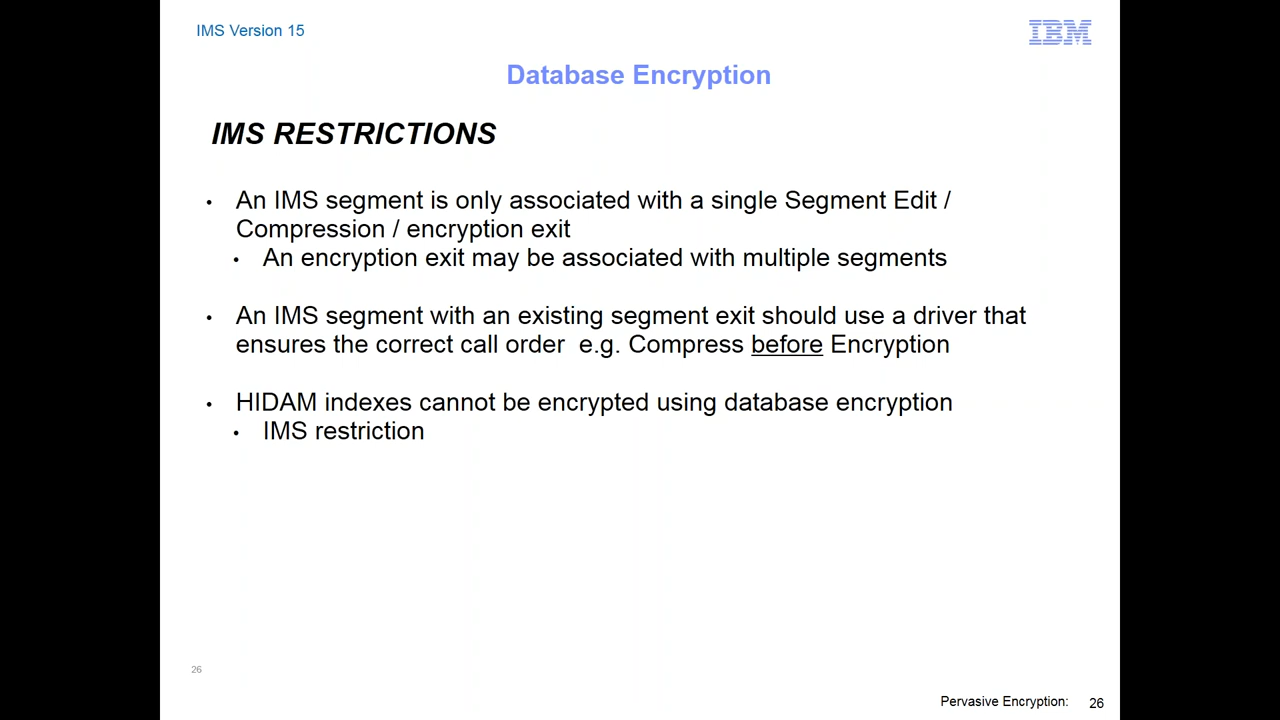 IMS Version 15
IBM
Database Encryption
IMS RESTRICTIONS
• An IMS segment is only associated with a single Segment Edit /
Compression / encryption exit
• An encryption exit may be associated with multiple segments
• An IMS segment with an existing segment exit should use a driver that
ensures the correct call order e.g. Compress before Encryption
• HIDAM indexes cannot be encrypted using database encryption
• IMS restriction
26
Pervasive Encryption: 26